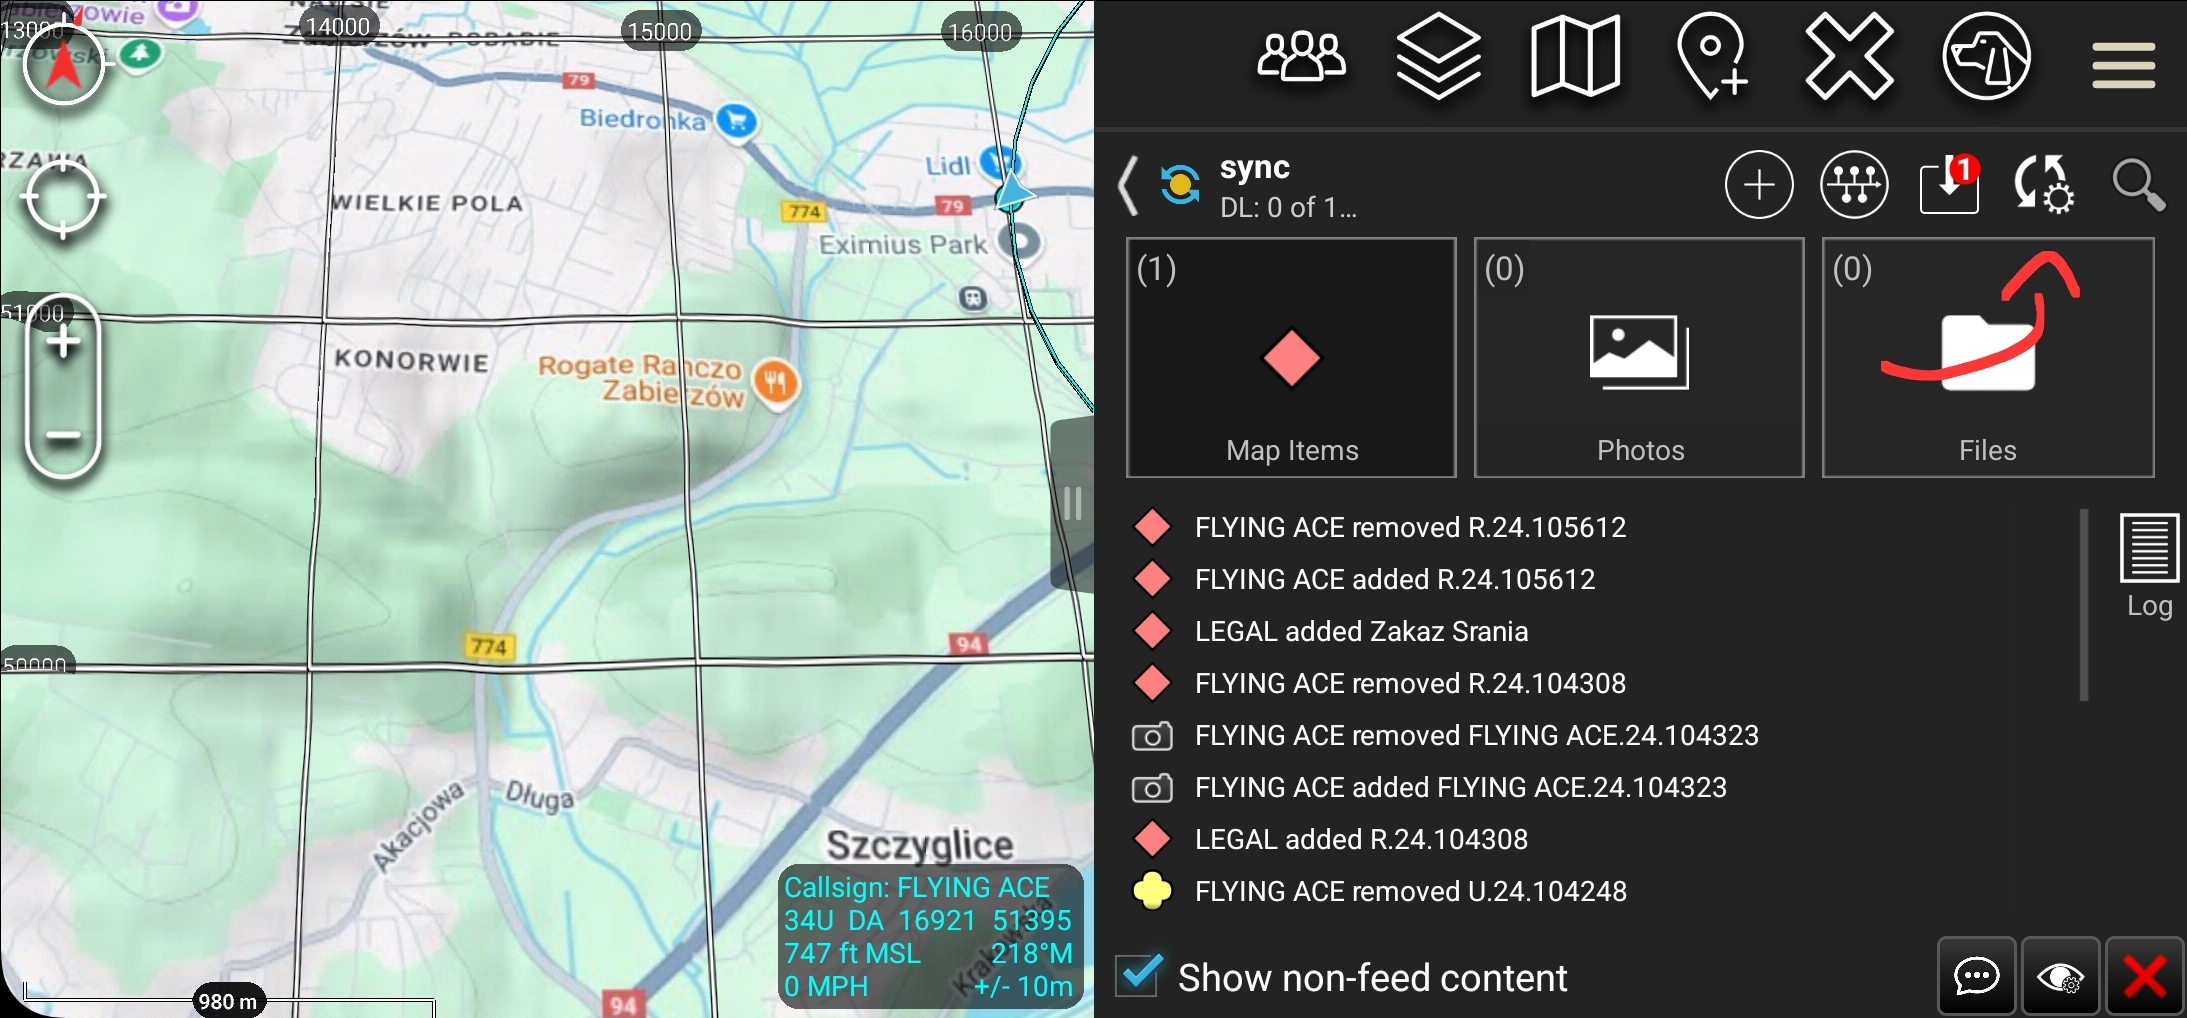 13000
14000
15000
16000
79
Biedronka
RZAWA
Lidl
WIELKIE POLA
774
79
Eximius Park
51000
KONORWIE
Rogate Ranczo
Zabierzów
774
94
50000
Długa
Akacjowa
Szczyglice
Krakowska
Callsign: FLYING ACE
34U DA 16921 51395
747 ft MSL 218°M
0 MPH +/- 10m
980 m
94
sync
DL: 0 of 1...
1
(1)
(0)
(0)
Map Items
Photos
Files
FLYING ACE removed R.24.105612
FLYING ACE added R.24.105612
LEGAL added Zakaz Srania
FLYING ACE removed R.24.104308
FLYING ACE removed FLYING ACE.24.104323
FLYING ACE added FLYING ACE.24.104323
LEGAL added R.24.104308
FLYING ACE removed U.24.104248
Log
Show non-feed content